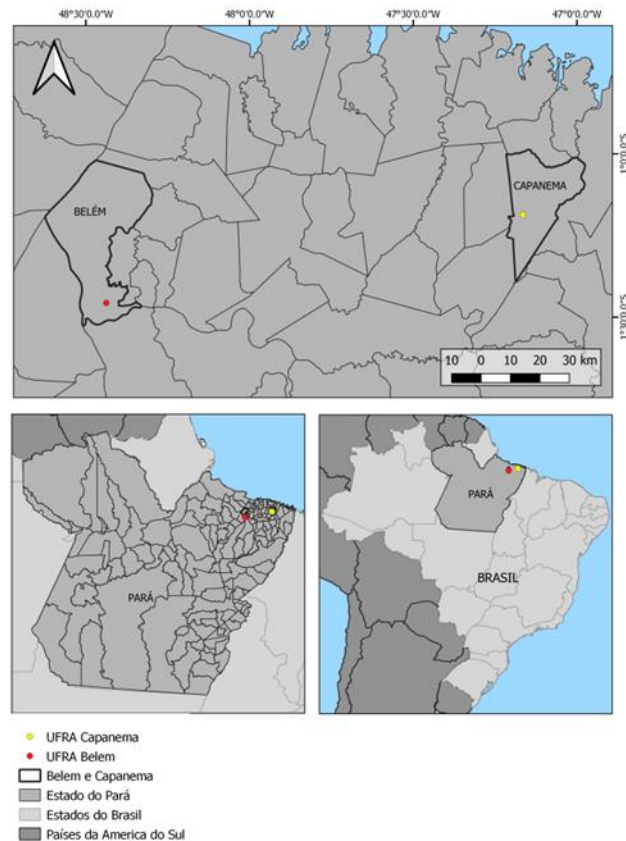 48°30'0.0"W 48°0'0.0"W 47°30'0.0"W 47°0'0.0"W
1°0'0.0"S
CAPANEMA
BELÉM
1°30'0.0"S
10 0 10 20 30 km
PARÁ
PARÁ
BRASIL
UFRA Capanema
UFRA Belem
Belem e Capanema
Estado do Pará
Estados do Brasil
Países da America do Sul